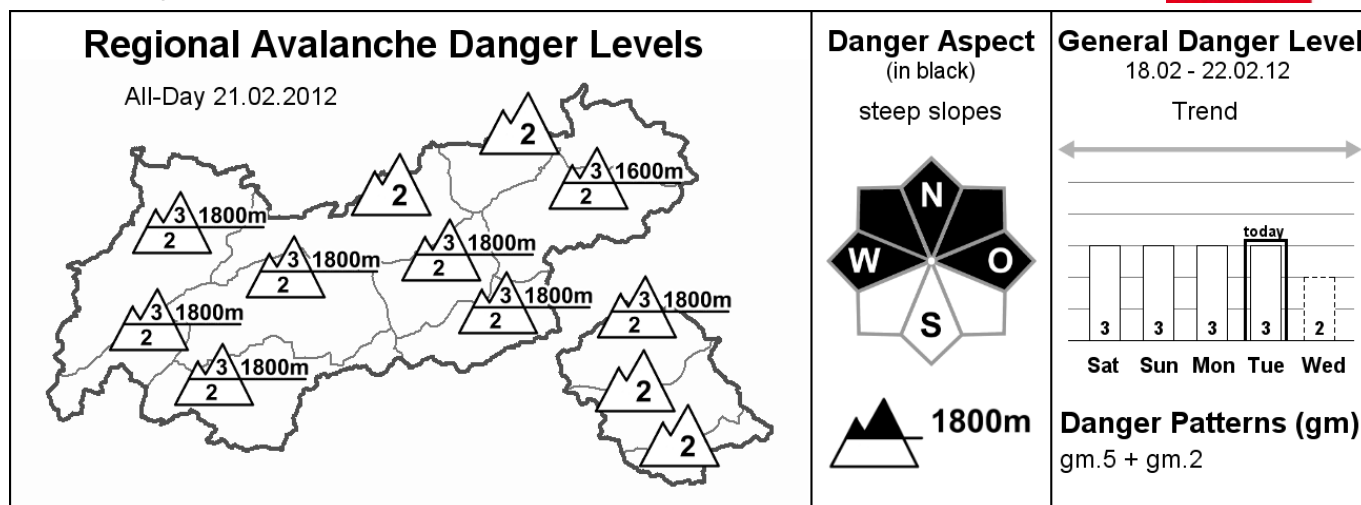 Regional Avalanche Danger Levels
All-Day 21.02.2012
2
3 1600m
2
2
3 1800m
2
3 1800m
2
3 1800m
2
3 1800m
2
3 1800m
2
3 1800m
2
3 1800m
2
2
2
Danger Aspect
(in black)
steep slopes
N
W
O
S
1800m
General Danger Level
18.02 - 22.02.12
Trend
today
3 3 3 3 2
Sat Sun Mon Tue Wed
Danger Patterns (gm)
gm.5 + gm.2